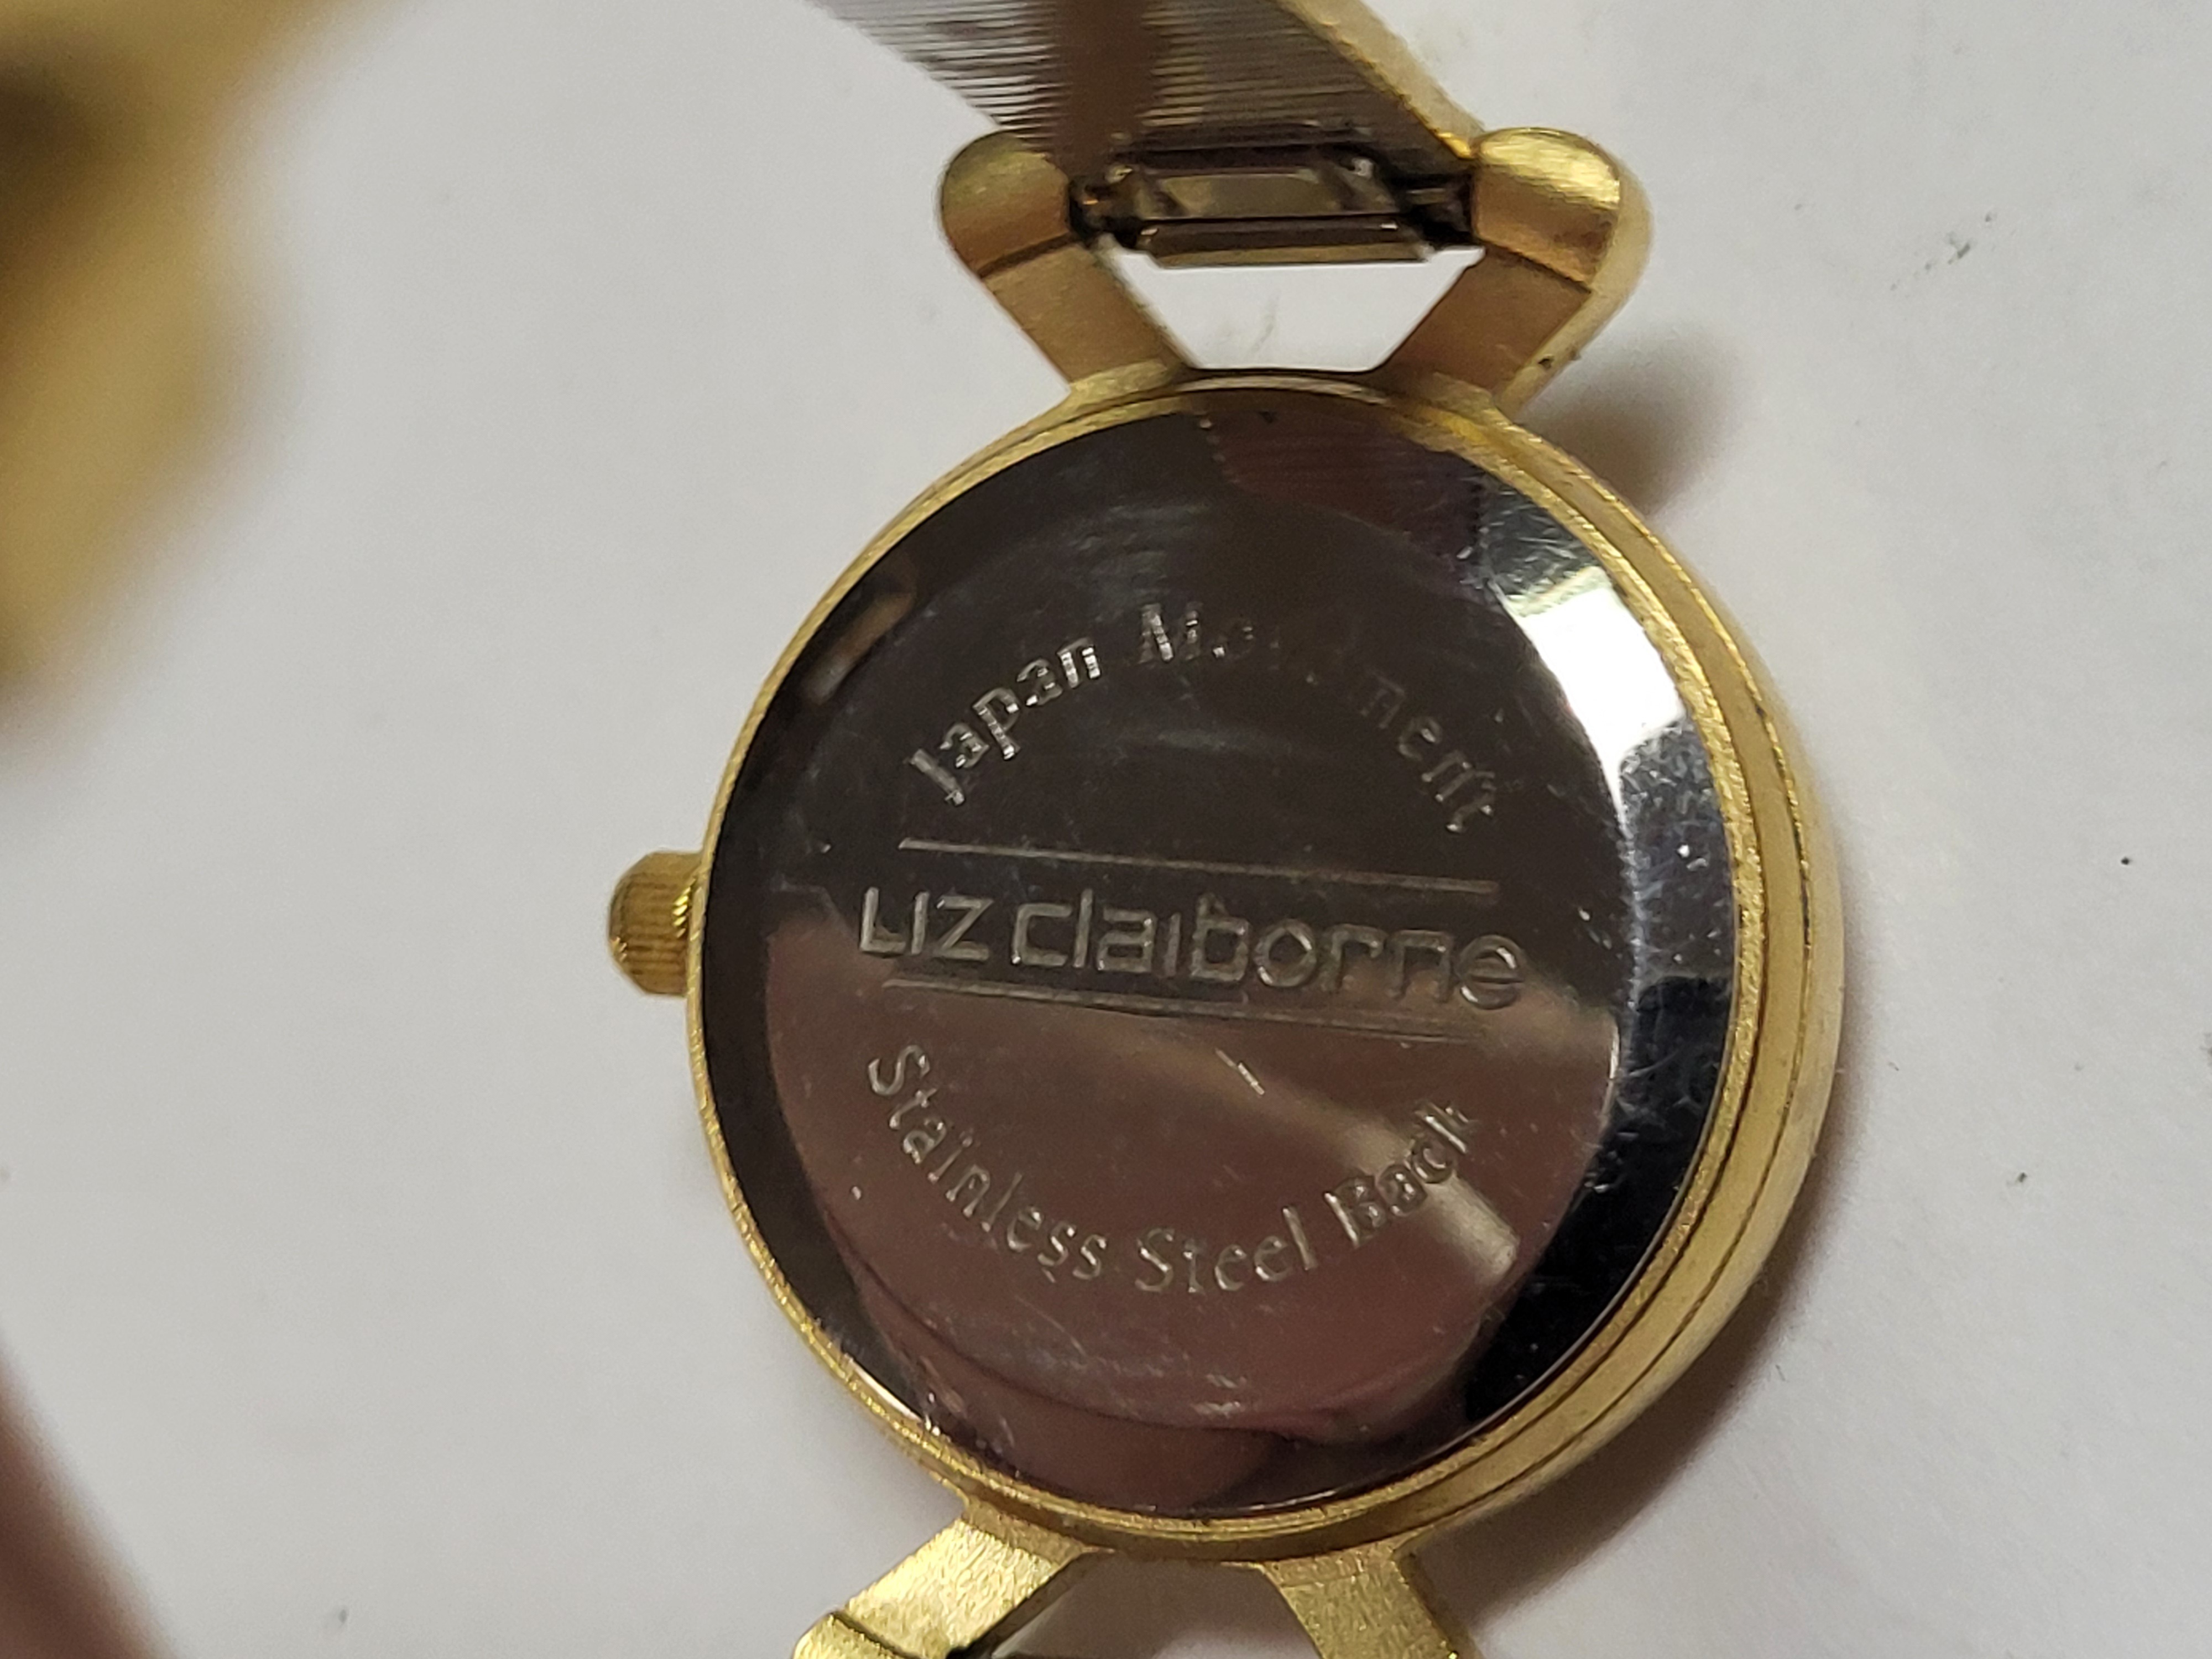 Japan Movement
Liz claiborne
Stainless Steel Back